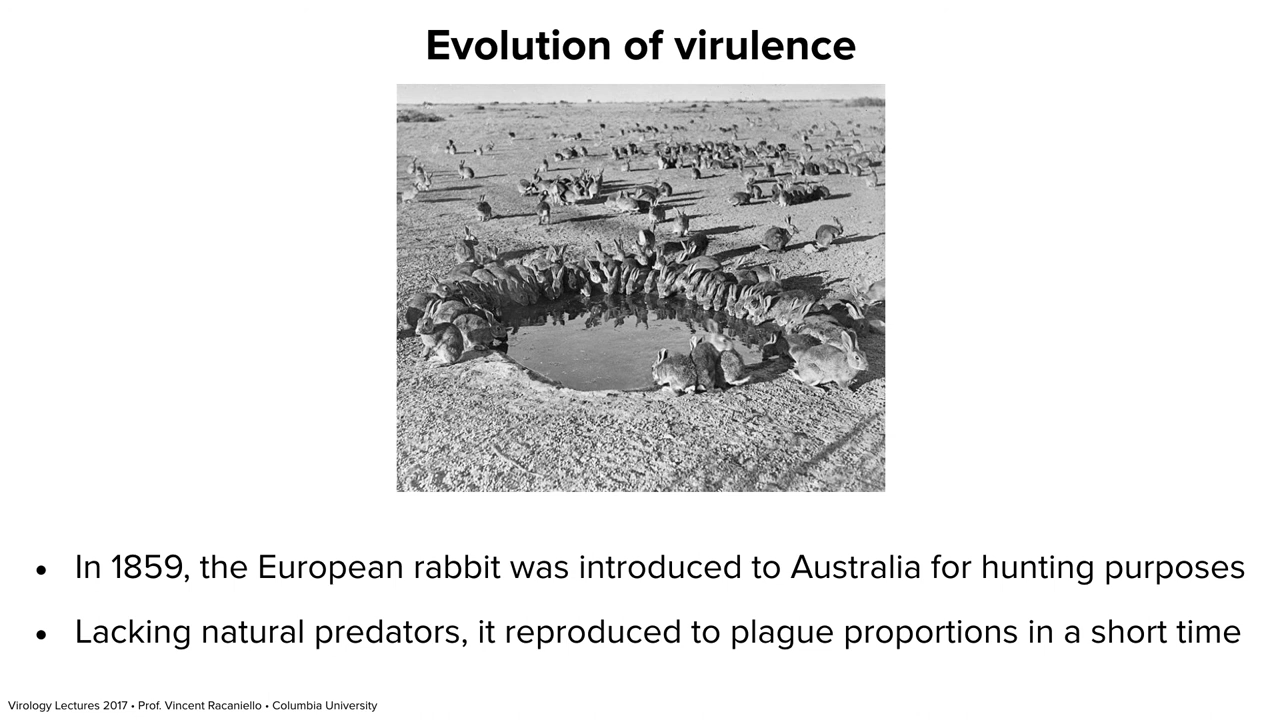 Evolution of virulence
• In 1859, the European rabbit was introduced to Australia for hunting purposes
• Lacking natural predators, it reproduced to plague proportions in a short time
Virology Lectures 2017 • Prof. Vincent Racaniello • Columbia University